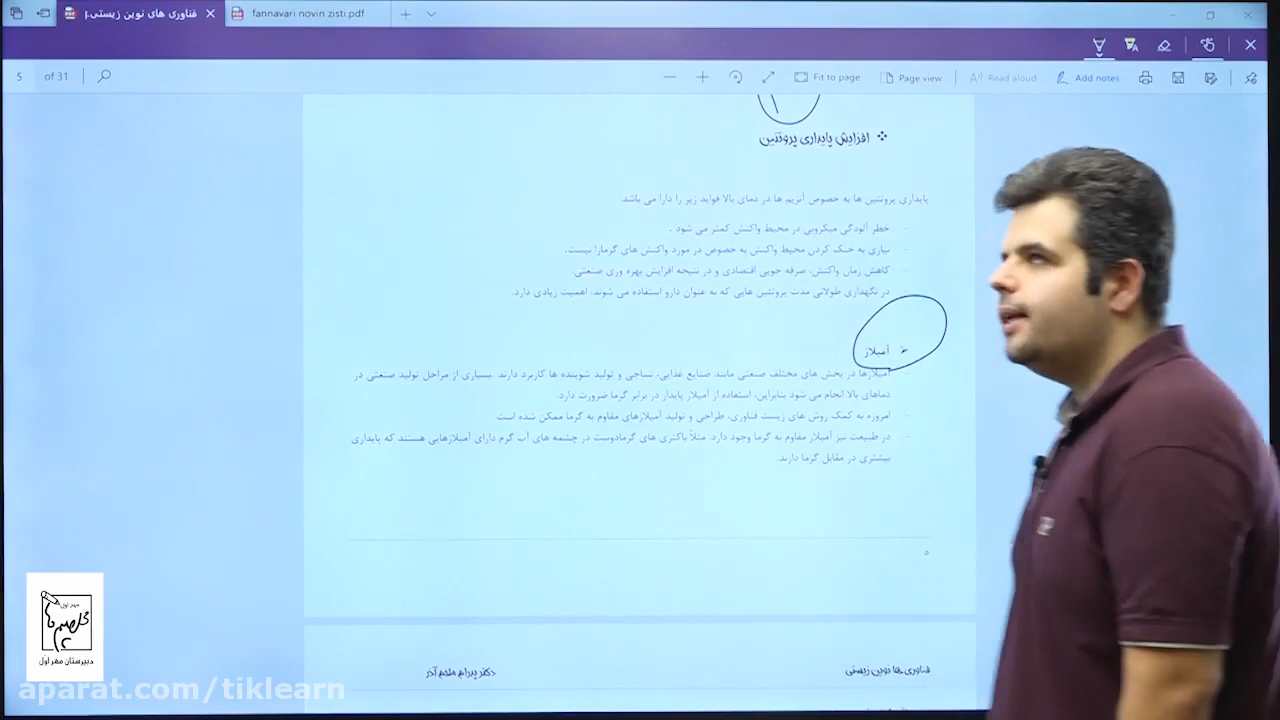 فناوری های نوین زیستی.p
fannavari novin zisti.pdf
5 of 31
Fit to page
Page view
Read aloud
Add notes
افزایش پایداری پروتئین
پایداری پروتئین ها به خصوص آنزیم ها در دمای بالا فواید زیر را دارا می باشد.
- خطر آلودگی میکروبی در محیط واکنش کمتر می شود .
- نیازی به خنک کردن محیط واکنش به خصوص در مورد واکنش های گرمازا نیست.
- کاهش زمان واکنش، صرفه جویی اقتصادی و در نتیجه افزایش بهره وری صنعتی.
در نگهداری طولانی مدت پروتئین هایی که به عنوان دارو استفاده می شوند، اهمیت زیادی دارد.
آمیلاز
آمیلازها در بخش های مختلف صنعتی مانند صنایع غذایی، نساجی و تولید شوینده ها کاربرد دارند .بسیاری از مراحل تولید صنعتی در
دماهای بالا انجام می شود بنابراین، استفاده از آمیلاز پایدار در برابر گرما ضرورت دارد.
- امروزه به کمک روش های زیست فناوری، طراحی و تولید آمیلازهای مقاوم به گرما ممکن شده است.
- در طبیعت نیز آمیلاز مقاوم به گرما وجود دارد. مثلاً باکتری های گرمادوست در چشمه های آب گرم دارای آمیلازهایی هستند که پایداری
بیشتری در مقابل گرما دارند.
۵
فناوری ها نوین زیستی
دکتر پدرام
مهر اول
دبیرستان مهر اول
aparat.com/tiklearn